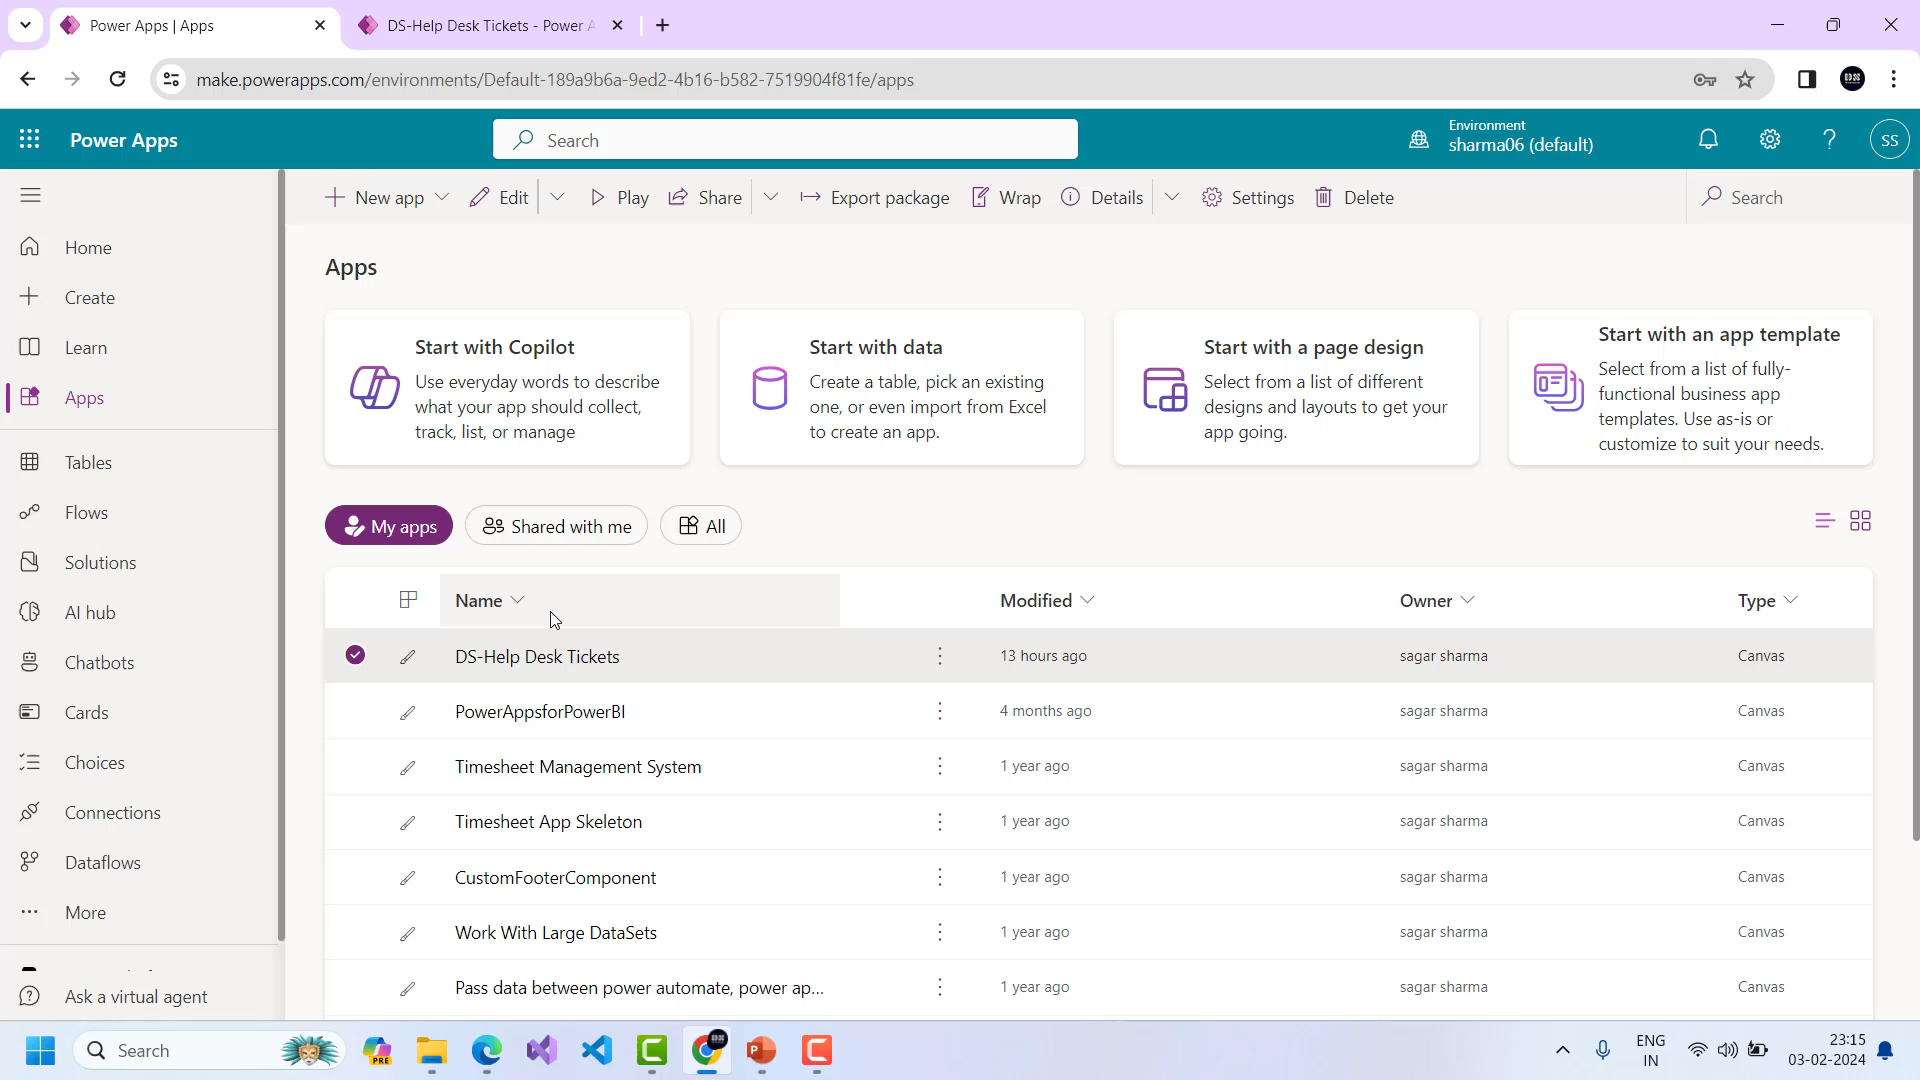 Power Apps | Apps
DS-Help Desk Tickets - Power A
make.powerapps.com/environments/Default-189a9b6a-9ed2-4b16-b582-7519904f81fe/apps
Power Apps
Search
Environment
sharma06 (default)
SS
New app
Edit
Play
Share
Export package
Wrap
Details
Settings
Delete
Search
Home
Create
Learn
Apps
Tables
Flows
Solutions
AI hub
Chatbots
Cards
Choices
Connections
Dataflows
More
Ask a virtual agent
Apps
Start with Copilot
Use everyday words to describe
what your app should collect,
track, list, or manage
Start with data
Create a table, pick an existing
one, or even import from Excel
to create an app.
Start with a page design
Select from a list of different
designs and layouts to get your
app going.
Start with an app template
Select from a list of fully-
functional business app
templates. Use as-is or
customize to suit your needs.
My apps
Shared with me
All
Name
Modified
Owner
Type
DS-Help Desk Tickets
13 hours ago
sagar sharma
Canvas
PowerAppsforPowerBI
4 months ago
sagar sharma
Canvas
Timesheet Management System
1 year ago
sagar sharma
Canvas
Timesheet App Skeleton
1 year ago
sagar sharma
Canvas
CustomFooterComponent
1 year ago
sagar sharma
Canvas
Work With Large DataSets
1 year ago
sagar sharma
Canvas
Pass data between power automate, power ap...
1 year ago
sagar sharma
Canvas
Search
PRE
ENG
IN
23:15
03-02-2024